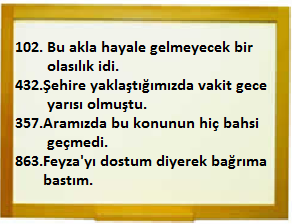 102. Bu akla hayale gelmeyecek bir
olasılık idi.
432.Şehire yaklaştığımızda vakit gece
yarısı olmuştu.
357.Aramızda bu konunun hiç bahsi
geçmedi.
863.Feyza'yı dostum diyerek bağrıma
bastım.